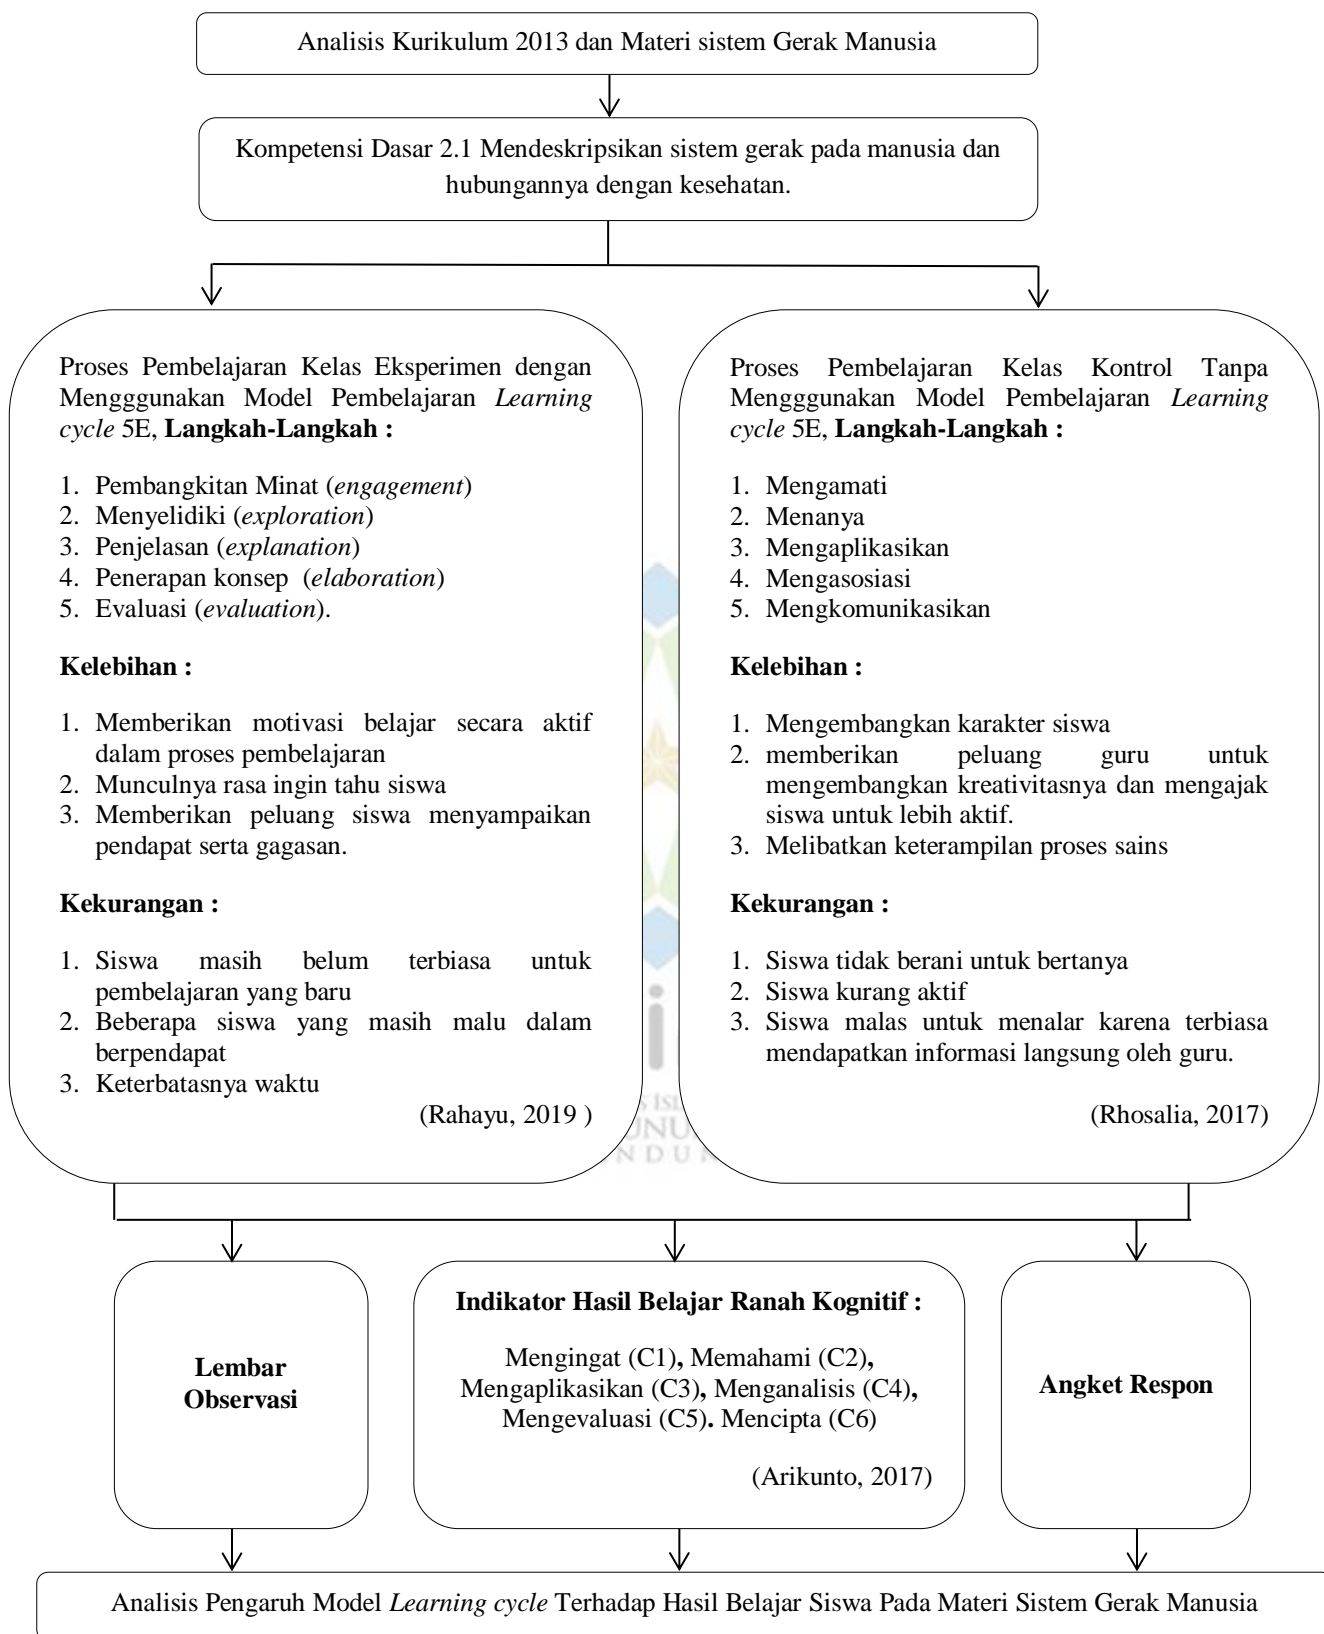 Analisis Kurikulum 2013 dan Materi sistem Gerak Manusia
Kompetensi Dasar 2.1 Mendeskripsikan sistem gerak pada manusia dan
hubungannya dengan kesehatan.
Proses Pembelajaran Kelas Eksperimen dengan
Mengggunakan Model Pembelajaran Learning
cycle 5E, Langkah-Langkah :
1. Pembangkitan Minat (engagement)
2. Menyelidiki (exploration)
3. Penjelasan (explanation)
4. Penerapan konsep (elaboration)
5. Evaluasi (evaluation).
Kelebihan :
1. Memberikan motivasi belajar secara aktif
dalam proses pembelajaran
2. Munculnya rasa ingin tahu siswa
3. Memberikan peluang siswa menyampaikan
pendapat serta gagasan.
Kekurangan :
1. Siswa masih belum terbiasa untuk
pembelajaran yang baru
2. Beberapa siswa yang masih malu dalam
berpendapat
3. Keterbatasnya waktu
(Rahayu, 2019 )
Proses Pembelajaran Kelas Kontrol Tanpa
Mengggunakan Model Pembelajaran Learning
cycle 5E, Langkah-Langkah :
1. Mengamati
2. Menanya
3. Mengaplikasikan
4. Mengasosiasi
5. Mengkomunikasikan
Kelebihan :
1. Mengembangkan karakter siswa
2. memberikan peluang guru untuk
mengembangkan kreativitasnya dan mengajak
siswa untuk lebih aktif.
3. Melibatkan keterampilan proses sains
Kekurangan :
1. Siswa tidak berani untuk bertanya
2. Siswa kurang aktif
3. Siswa malas untuk menalar karena terbiasa
mendapatkan informasi langsung oleh guru.
(Rhosalia, 2017)
Lembar
Observasi
Indikator Hasil Belajar Ranah Kognitif :
Mengingat (C1), Memahami (C2),
Mengaplikasikan (C3), Menganalisis (C4),
Mengevaluasi (C5). Mencipta (C6)
(Arikunto, 2017)
Angket Respon
Analisis Pengaruh Model Learning cycle Terhadap Hasil Belajar Siswa Pada Materi Sistem Gerak Manusia